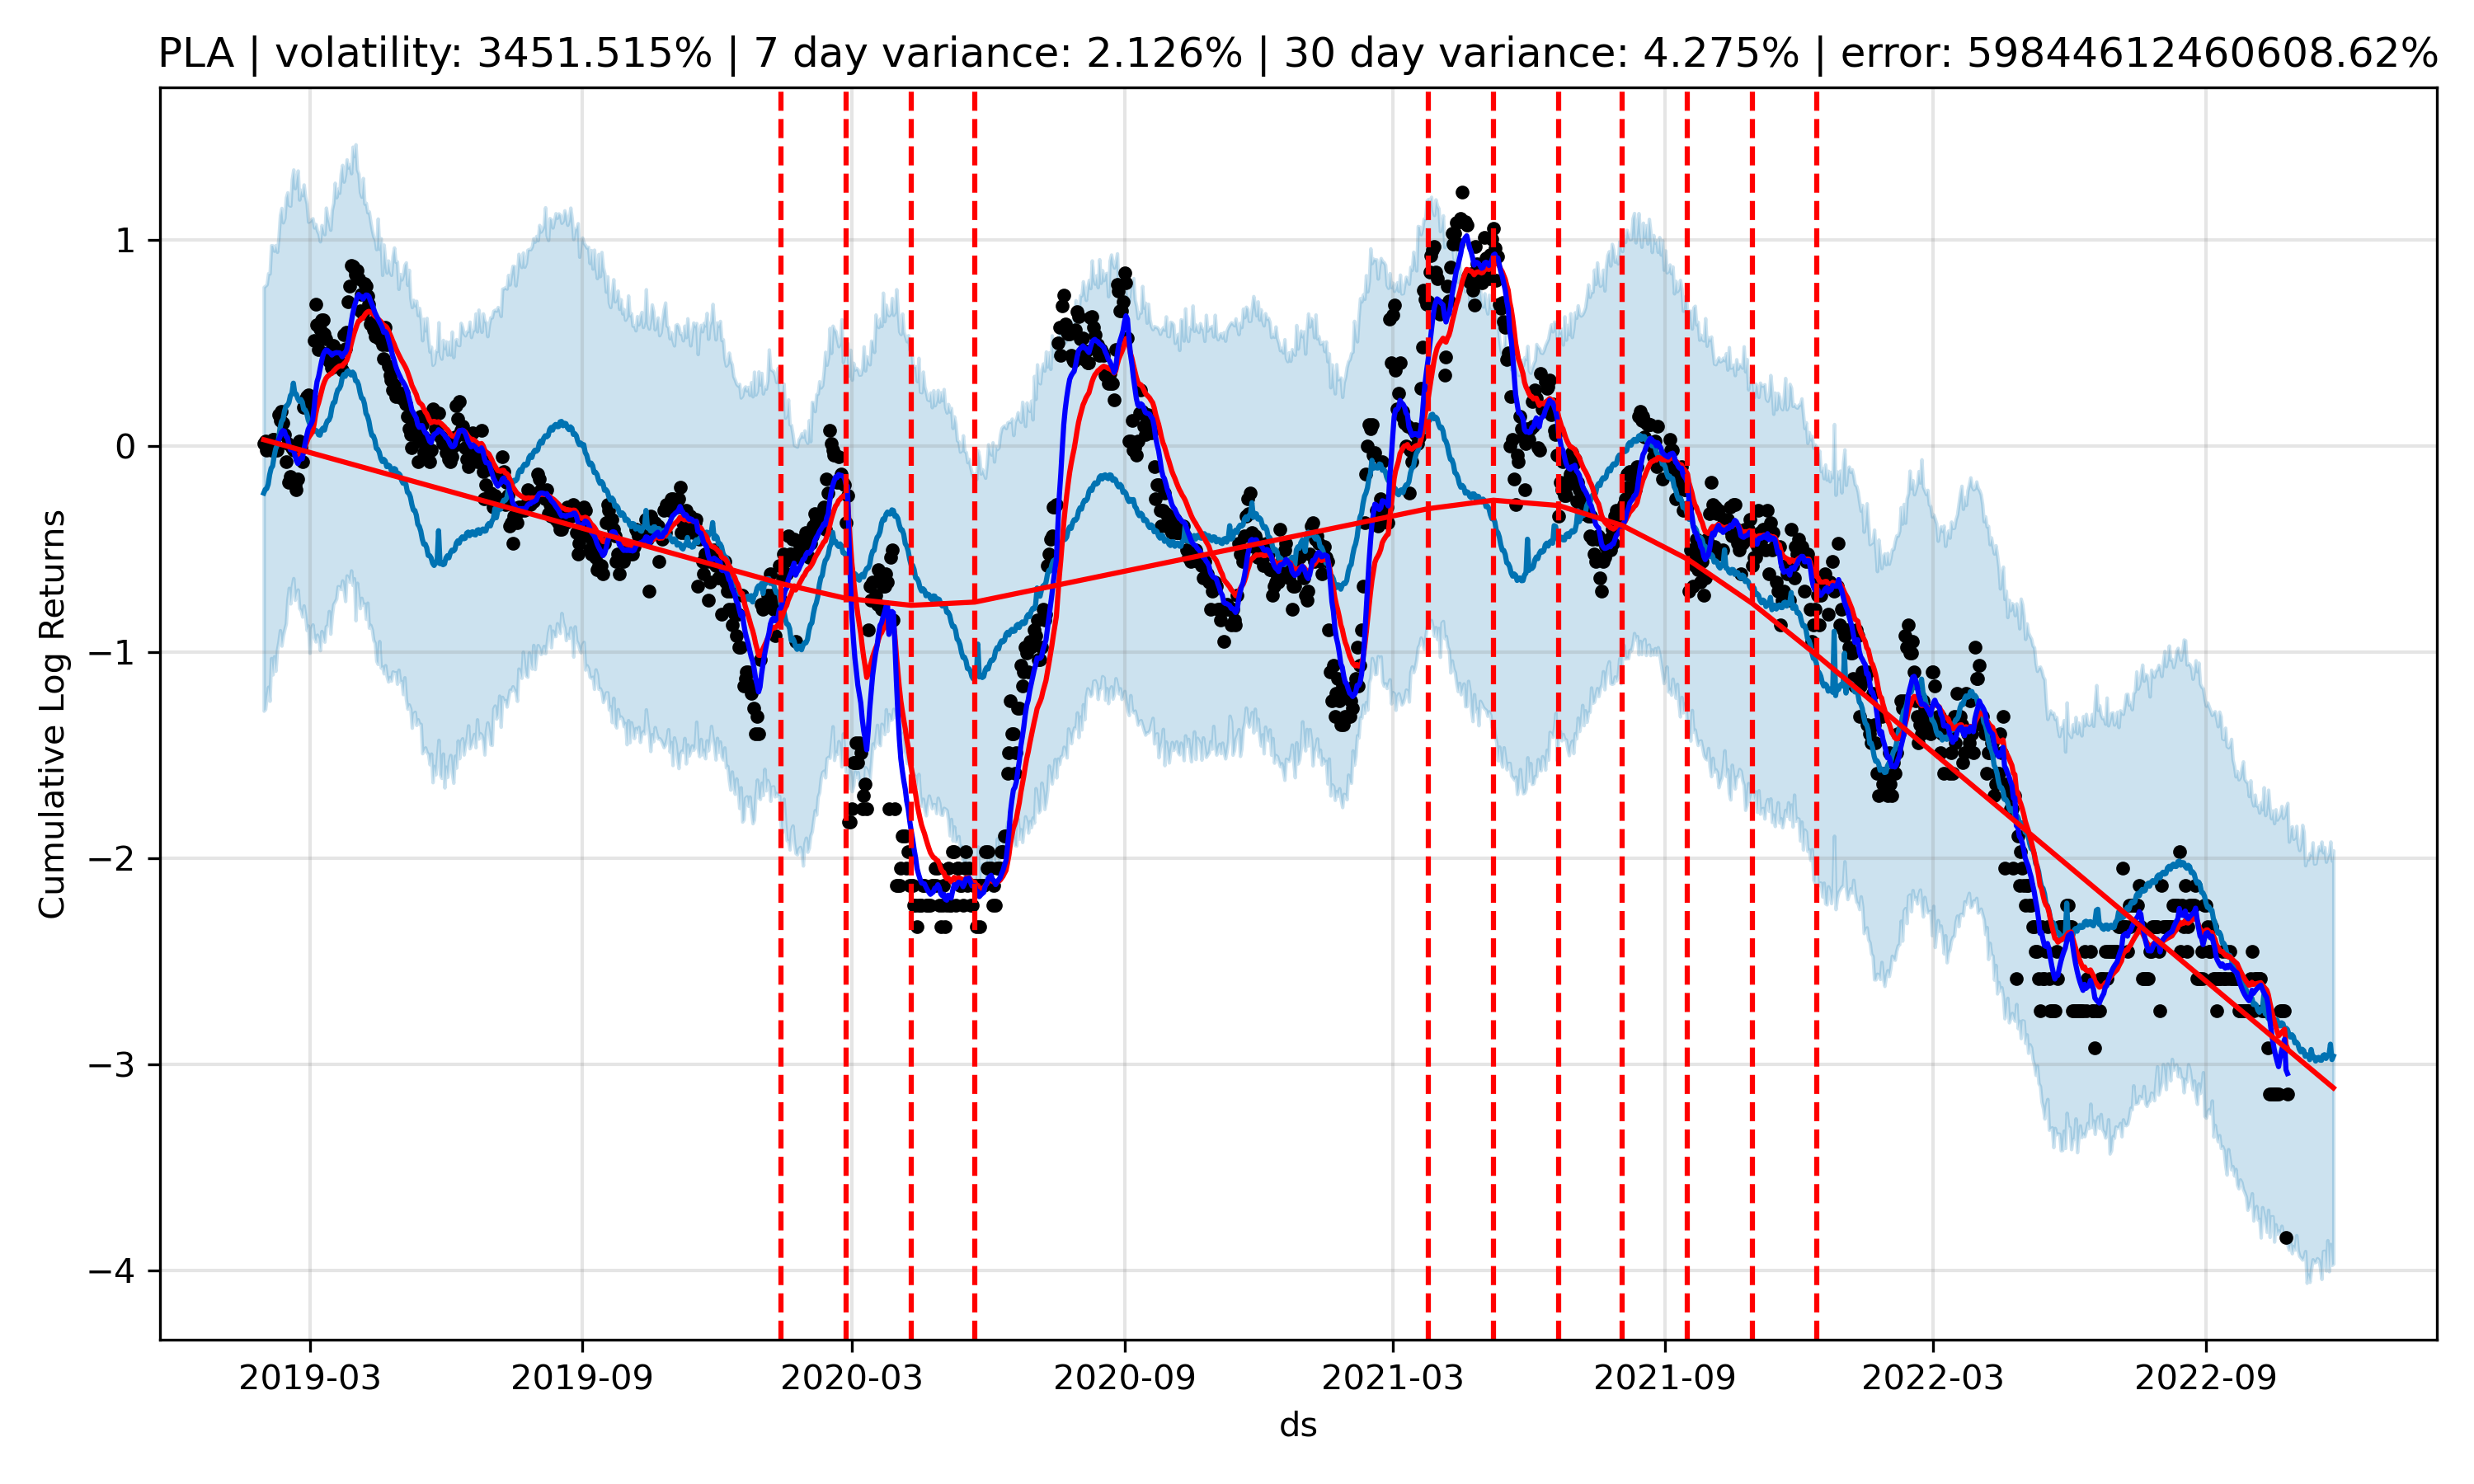 PLA | volatility: 3451.515% | 7 day variance: 2.126% | 30 day variance: 4.275% | error: 59844612460608.62%
Cumulative Log Returns
1
0
−1
−2
−3
−4
2019-03 2019-09 2020-03 2020-09 2021-03 2021-09 2022-03 2022-09
ds